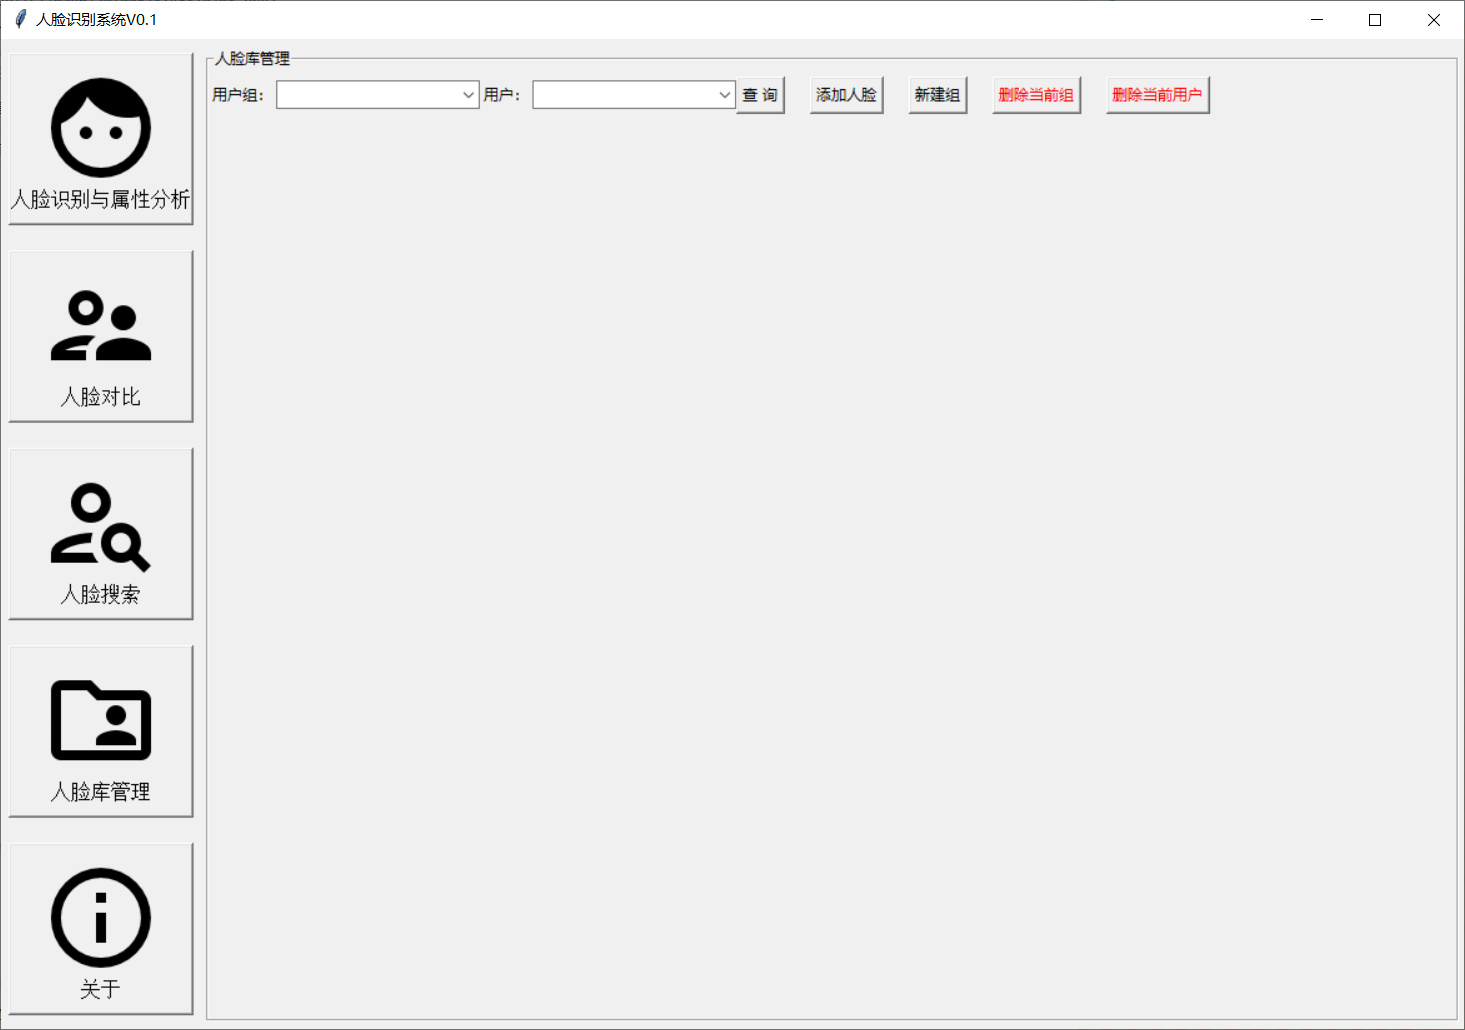 人脸识别系统V0.1
人脸库管理
用户组： 用户： 查 询 添加人脸 新建组 删除当前组 删除当前用户
人脸识别与属性分析
人脸对比
人脸搜索
人脸库管理
关于